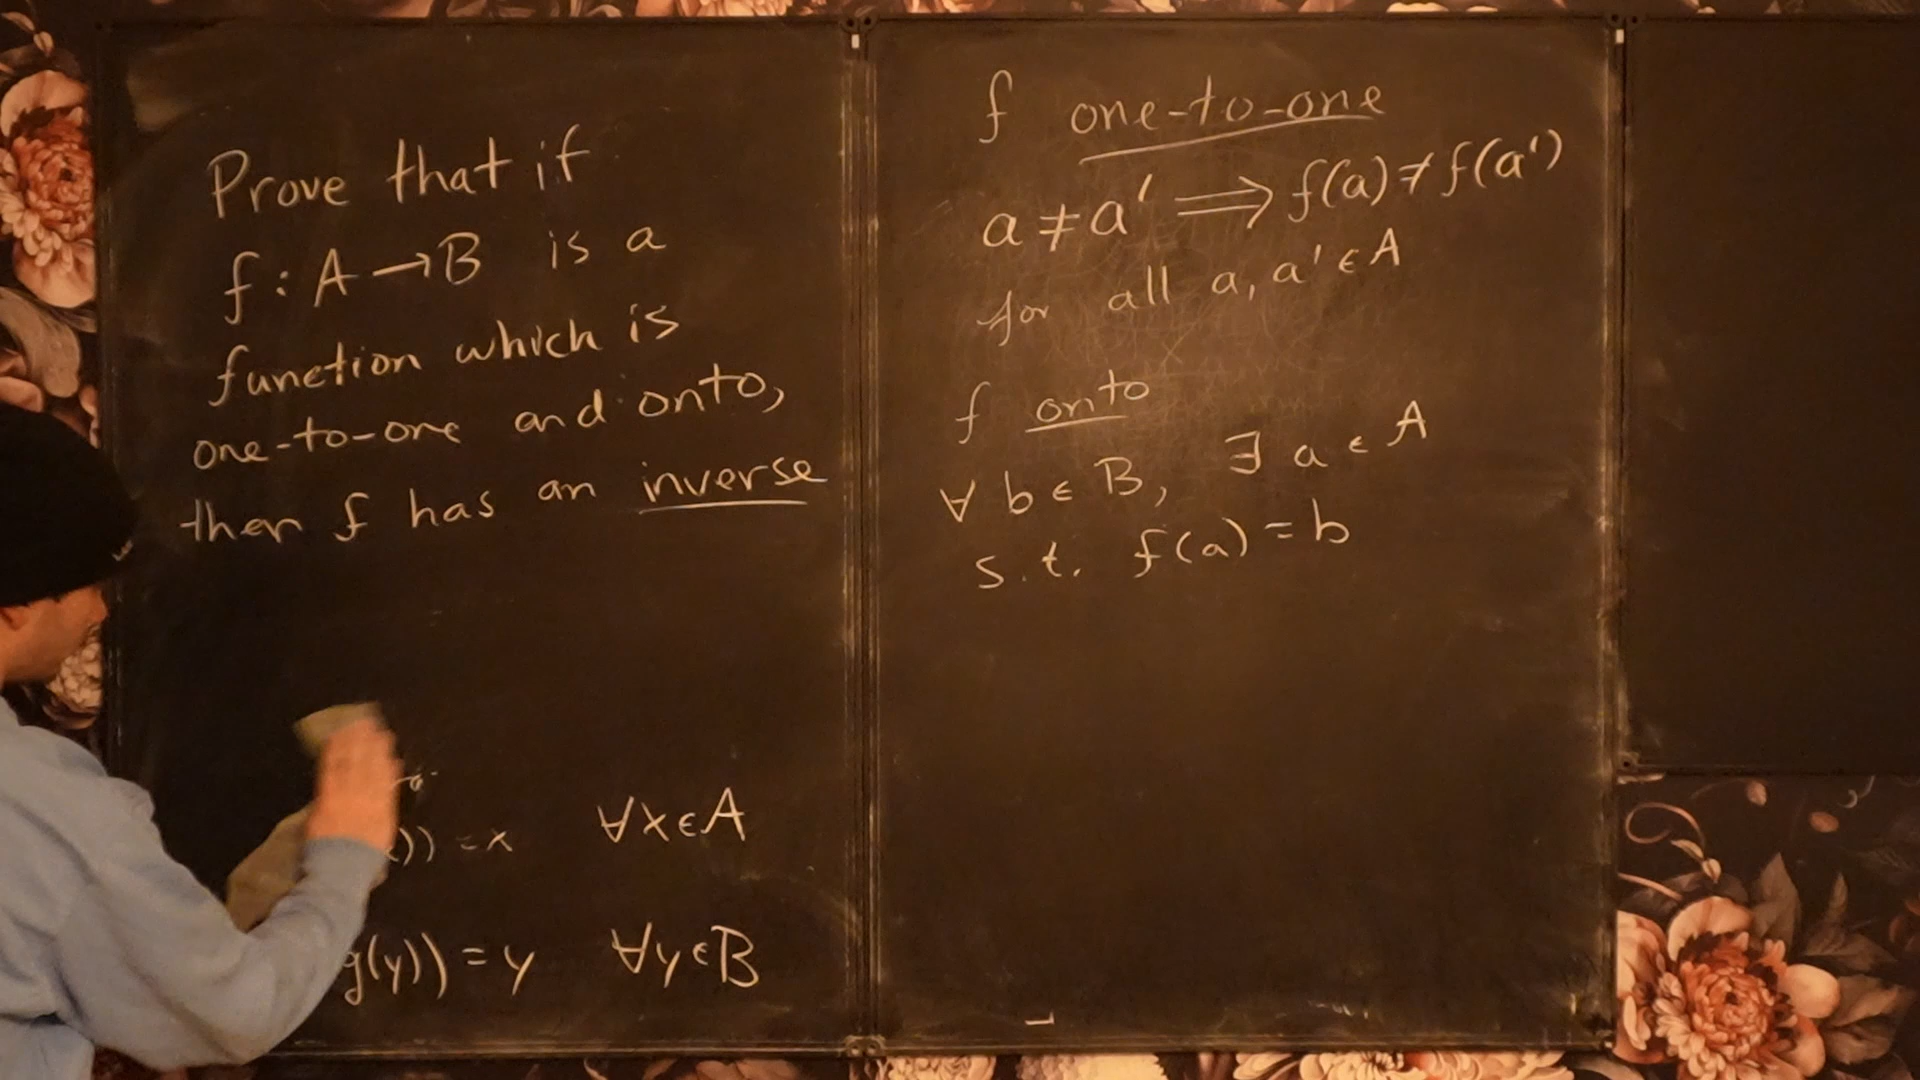 Prove that if
f : A → B is a
function which is
one-to-one and onto,
then f has an inverse
)) = x ∀x∈A
g(y)) = y ∀y∈B
f one-to-one
a ≠ a' ⟹ f(a) ≠ f(a')
for all a, a' ∈ A
f onto
∀ b ∈ B, ∃ a ∈ A
s.t. f(a) = b